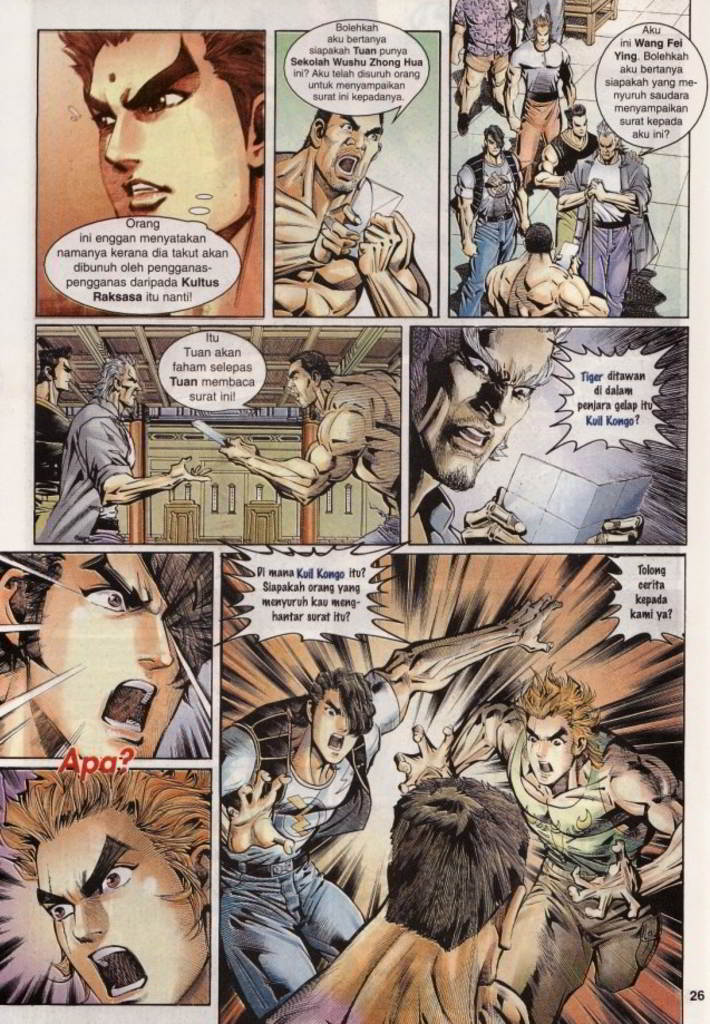 Orang
ini enggan menyatakan
namanya kerana dia takut akan
dibunuh oleh pengganas-
pengganas daripada Kultus
Raksasa itu nanti!
Bolehkah
aku bertanya
siapakah Tuan punya
Sekolah Wushu Zhong Hua
ini? Aku telah disuruh orang
untuk menyampaikan
surat ini kepadanya.
Aku
ini Wang Fei
Ying. Bolehkah
aku bertanya
siapakah yang me-
nyuruh saudara
menyampaikan
surat kepada
aku ini?
Itu
Tuan akan
faham selepas
Tuan membaca
surat ini!
Tiger ditawan
di dalam
penjara gelap itu
Kuil Kongo?
Apa?
Di mana Kuil Kongo itu?
Siapakah orang yang
menyuruh kau meng-
hantar surat itu?
Tolong
cerita
kepada
kami ya?
26